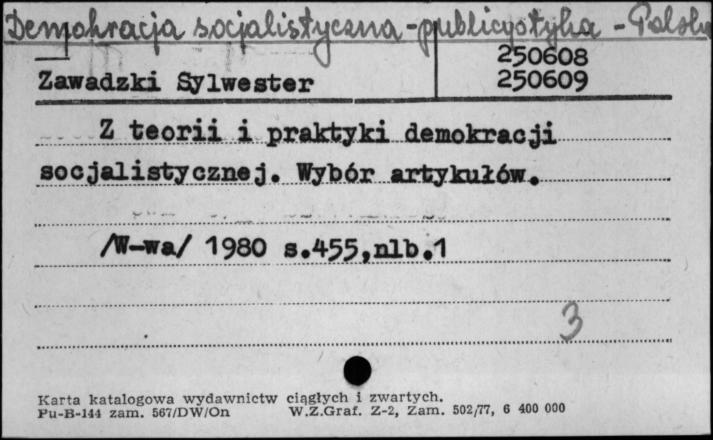 Demokracja socjalistyczna - publicystyka - Polska
250608
Zawadzki Sylwester 250609
Z teorii i praktyki demokracji
socjalistycznej. Wybór artykułów.
/W-wa/ 1980 s.455,nlb.1
3
Karta katalogowa wydawnictw ciągłych i zwartych.
Pu-B-144 zam. 567/DW/On W.Z.Graf. Z-2, Zam. 502/77, 6 400 000